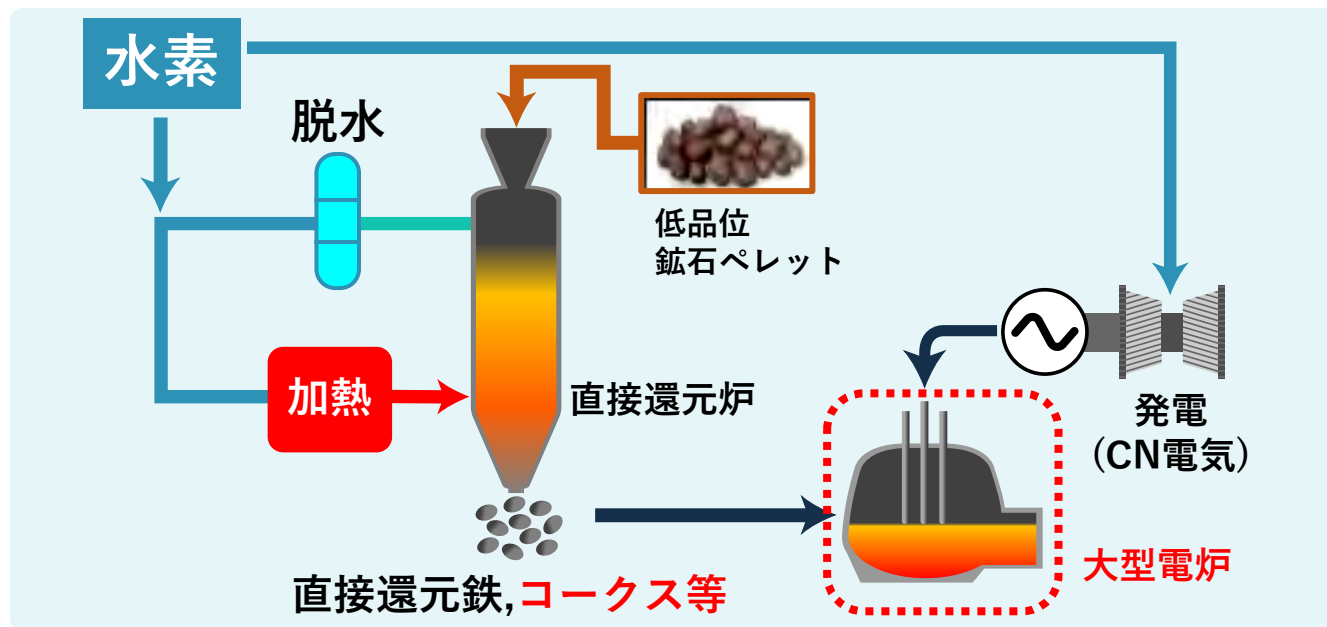 水素
脱水
低品位
鉱石ペレット
加熱
直接還元炉
発電
(CN電気)
大型電炉
直接還元鉄,コークス等